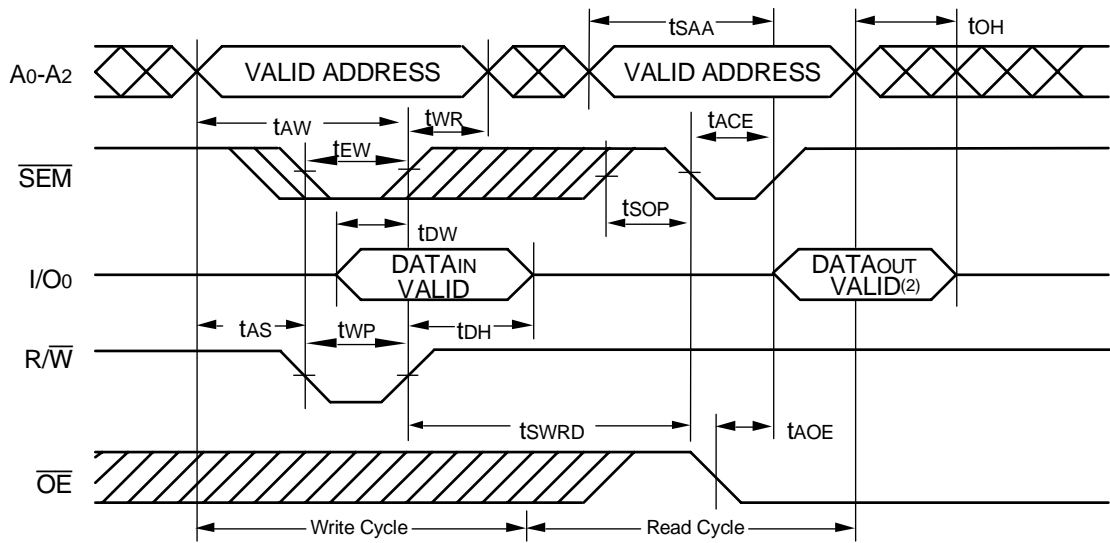 tSAA
tOH
A0-A2
VALID ADDRESS
VALID ADDRESS
tAW
tWR
tACE
tEW
SEM
tSOP
tDW
I/O0
DATAIN
VALID
DATAOUT
VALID(2)
tAS
tWP
tDH
R/W
tSWRD
tAOE
OE
Write Cycle
Read Cycle